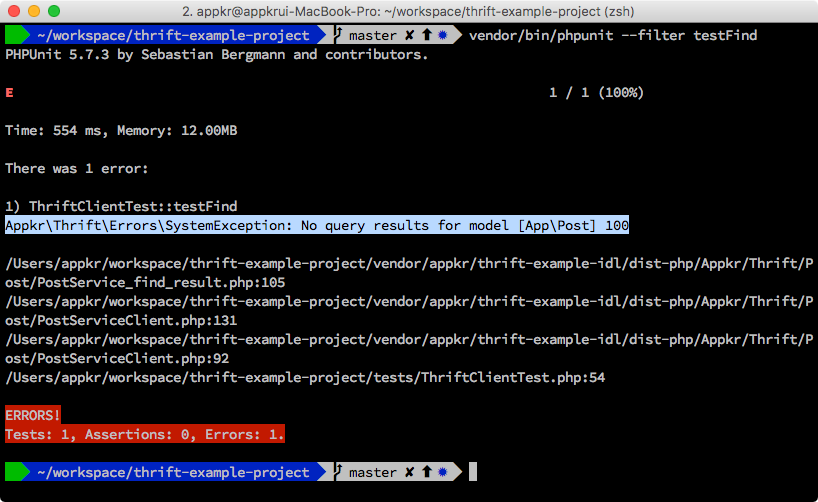 2. appkr@appkrui-MacBook-Pro: ~/workspace/thrift-example-project (zsh)
~/workspace/thrift-example-project master ✘ ⬆ ✹ vendor/bin/phpunit --filter testFind
PHPUnit 5.7.3 by Sebastian Bergmann and contributors.
E 1 / 1 (100%)
Time: 554 ms, Memory: 12.00MB
There was 1 error:
1) ThriftClientTest::testFind
Appkr\Thrift\Errors\SystemException: No query results for model [App\Post] 100
/Users/appkr/workspace/thrift-example-project/vendor/appkr/thrift-example-idl/dist-php/Appkr/Thrift/P
ost/PostService_find_result.php:105
/Users/appkr/workspace/thrift-example-project/vendor/appkr/thrift-example-idl/dist-php/Appkr/Thrift/P
ost/PostServiceClient.php:131
/Users/appkr/workspace/thrift-example-project/vendor/appkr/thrift-example-idl/dist-php/Appkr/Thrift/P
ost/PostServiceClient.php:92
/Users/appkr/workspace/thrift-example-project/tests/ThriftClientTest.php:54
ERRORS!
Tests: 1, Assertions: 0, Errors: 1.
~/workspace/thrift-example-project master ✘ ⬆ ✹